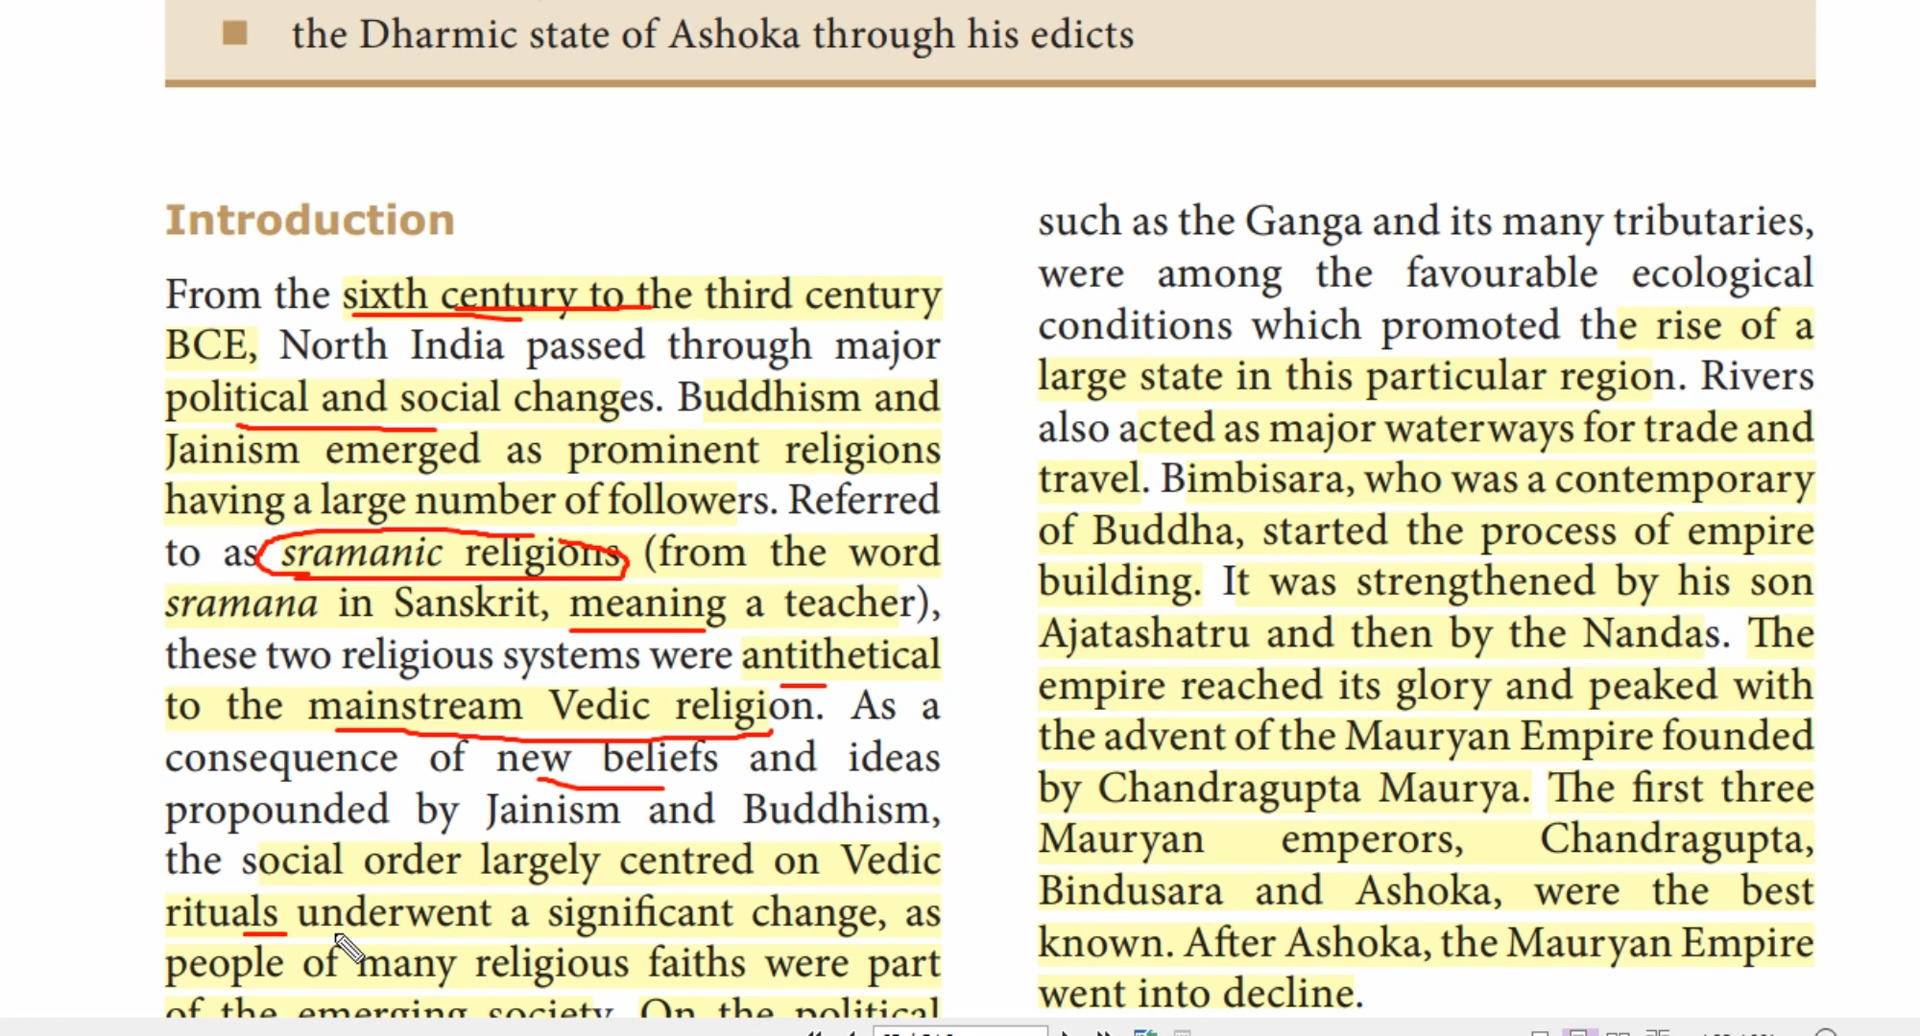 the Dharmic state of Ashoka through his edicts
Introduction
From the sixth century to the third century
BCE, North India passed through major
political and social changes. Buddhism and
Jainism emerged as prominent religions
having a large number of followers. Referred
to as sramanic religions (from the word
sramana in Sanskrit, meaning a teacher),
these two religious systems were antithetical
to the mainstream Vedic religion. As a
consequence of new beliefs and ideas
propounded by Jainism and Buddhism,
the social order largely centred on Vedic
rituals underwent a significant change, as
people of many religious faiths were part
of the emerging society. On the political
such as the Ganga and its many tributaries,
were among the favourable ecological
conditions which promoted the rise of a
large state in this particular region. Rivers
also acted as major waterways for trade and
travel. Bimbisara, who was a contemporary
of Buddha, started the process of empire
building. It was strengthened by his son
Ajatashatru and then by the Nandas. The
empire reached its glory and peaked with
the advent of the Mauryan Empire founded
by Chandragupta Maurya. The first three
Mauryan emperors, Chandragupta,
Bindusara and Ashoka, were the best
known. After Ashoka, the Mauryan Empire
went into decline.